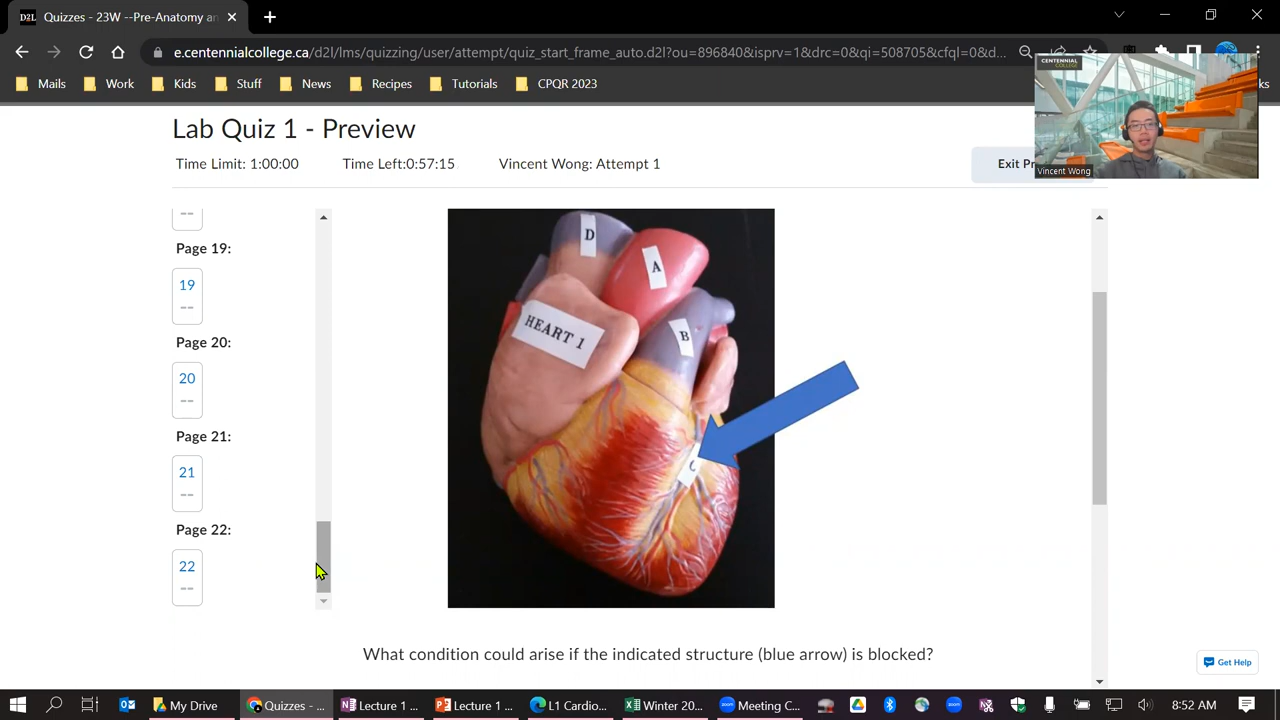 D2L Quizzes - 23W --Pre-Anatomy an
e.centennialcollege.ca/d2l/lms/quizzing/user/attempt/quiz_start_frame_auto.d2l?ou=896840&isprv=1&drc=0&qi=508705&cfql=0&d...
Mails Work Kids Stuff News Recipes Tutorials CPQR 2023 ks
CENTENNIAL
COLLEGE
Vincent Wong
Lab Quiz 1 - Preview
Time Limit: 1:00:00 Time Left:0:57:15 Vincent Wong: Attempt 1 Exit Pr
--
Page 19:
19
--
Page 20:
20
--
Page 21:
21
--
Page 22:
22
--
D
A
HEART 1
B
C
What condition could arise if the indicated structure (blue arrow) is blocked?
Get Help
My Drive Quizzes - ... Lecture 1 ... Lecture 1 ... 1 Cardio... Winter 20... Meeting C... 8:52 AM